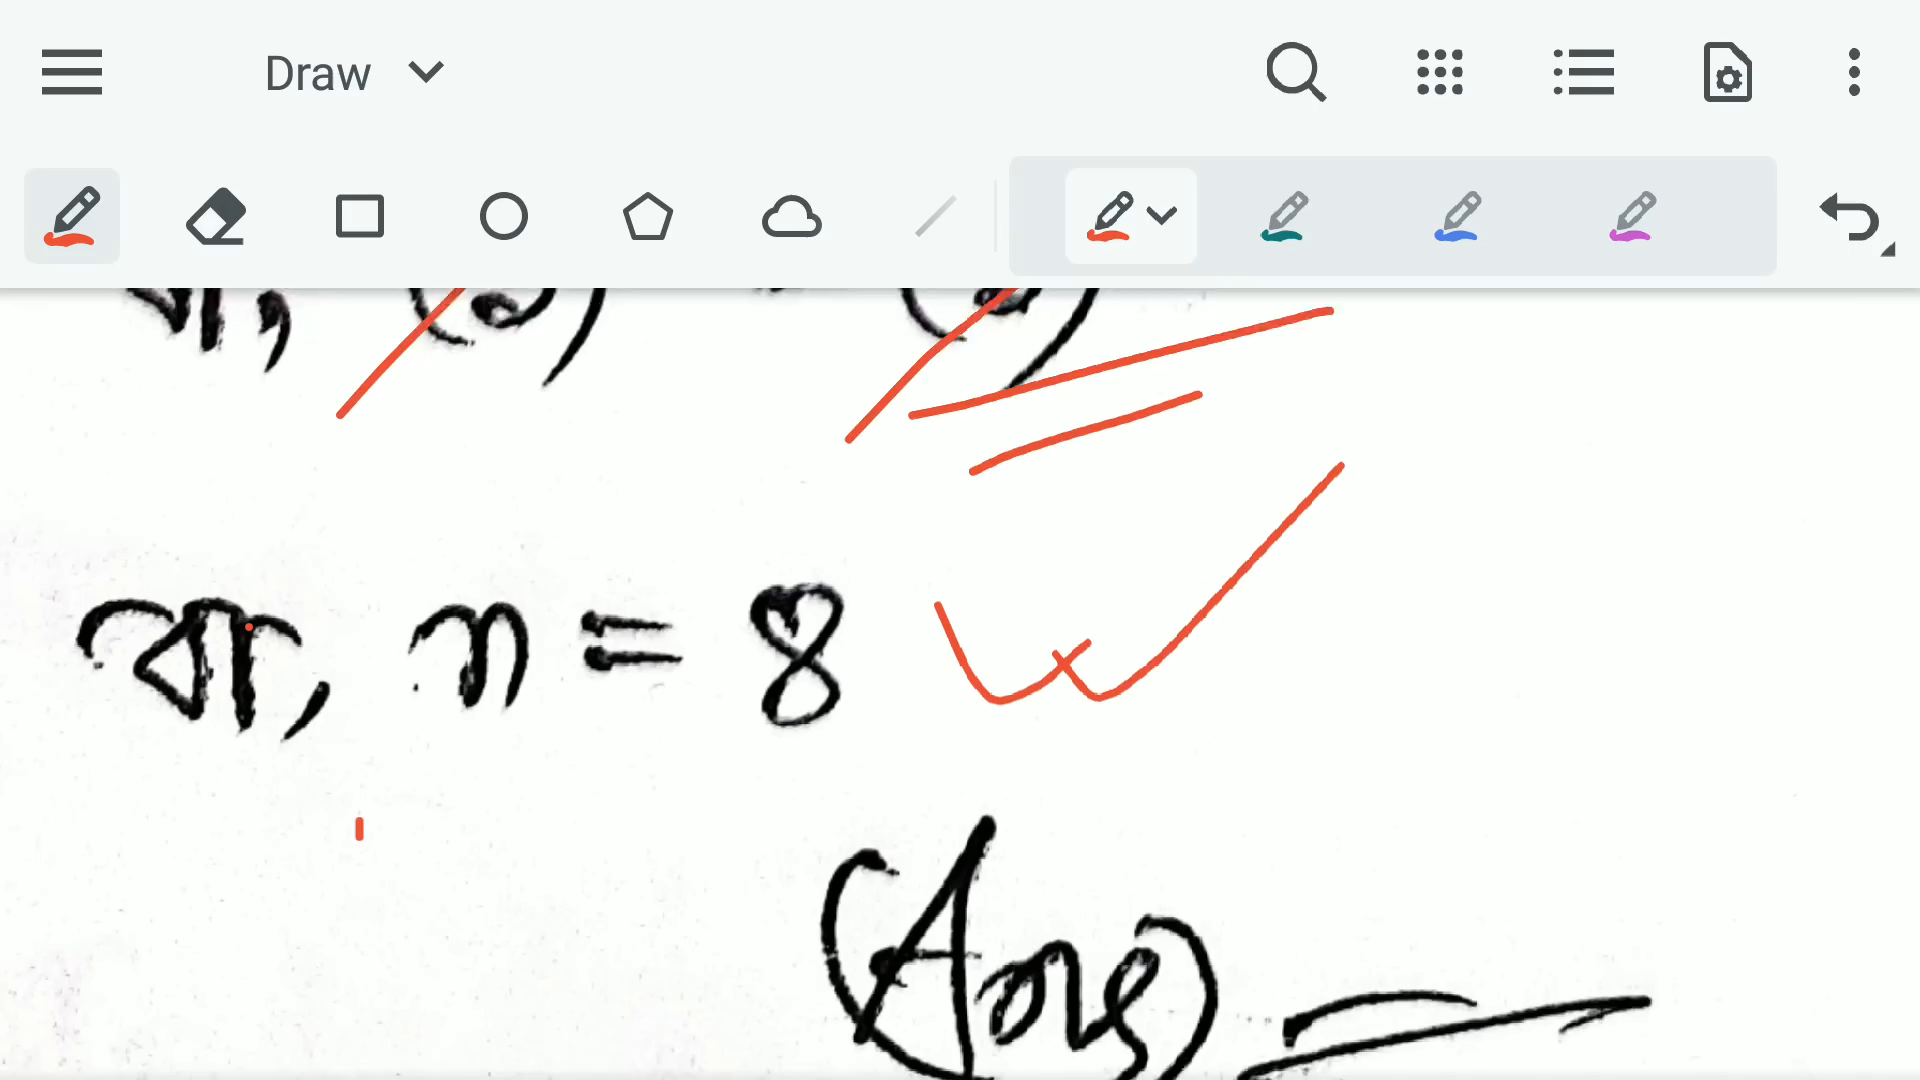 Draw
বা, n = 8
(Ans)